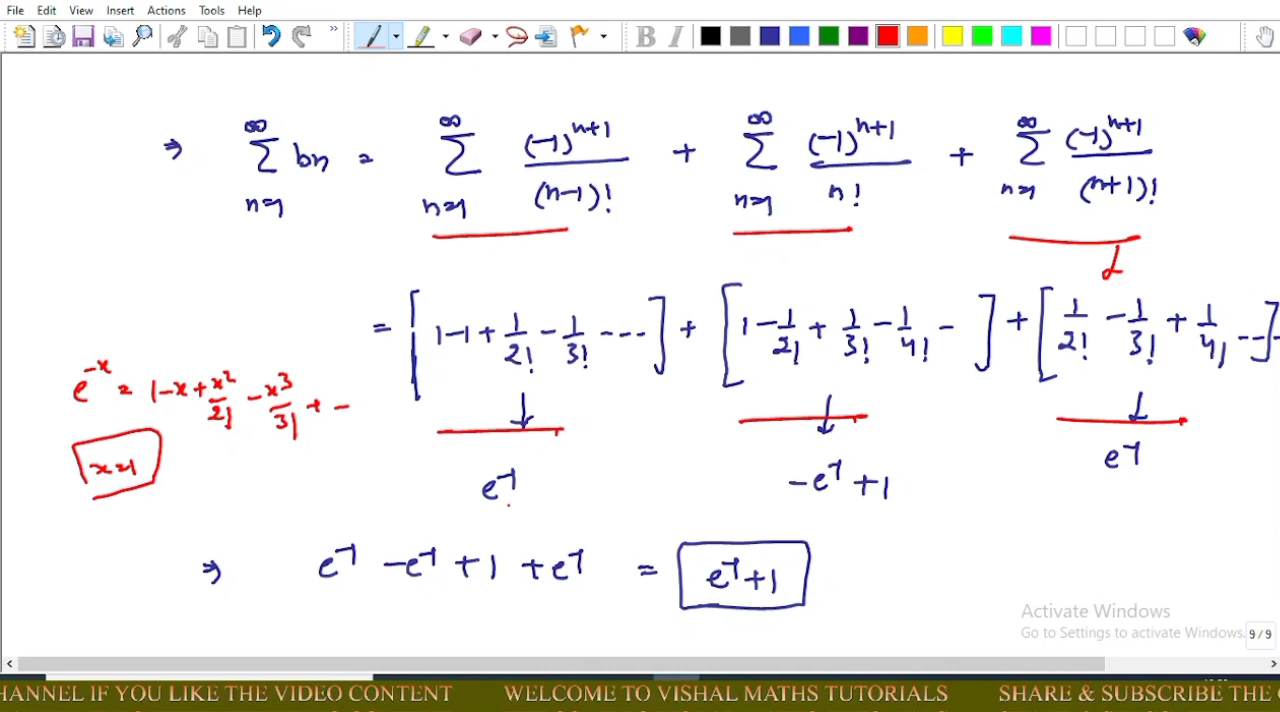 File Edit View Insert Actions Tools Help
⇒ ∞ Σ n=1 bn = ∞ Σ n=1 (-1)^{n+1} / (n-1)! + ∞ Σ n=1 (-1)^{n+1} / n! + ∞ Σ n=1 (-1)^{n+1} / (n+1)!
= [1-1 + 1/2! - 1/3! ---] + [1 - 1/2! + 1/3! - 1/4! -] + [1/2! - 1/3! + 1/4! ---]
e^{-x} = 1-x + x^2/2! - x^3/3! + -
x=1
e^{-1} -e^{-1} + 1 e^{-1}
⇒ e^{-1} -e^{-1} + 1 + e^{-1} = e^{-1} + 1
Activate Windows
Go to Settings to activate Windows.
9 / 9
HANNEL IF YOU LIKE THE VIDEO CONTENT WELCOME TO VISHAL MATHS TUTORIALS SHARE & SUBSCRIBE THE